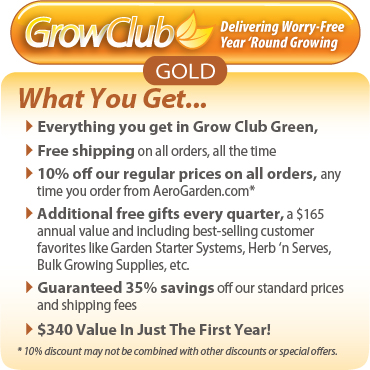 GrowClub Delivering Worry-Free
Year 'Round Growing
GOLD
What You Get...
Everything you get in Grow Club Green,
Free shipping on all orders, all the time
10% off our regular prices on all orders, any
time you order from AeroGarden.com*
Additional free gifts every quarter, a $165
annual value and including best-selling customer
favorites like Garden Starter Systems, Herb 'n Serves,
Bulk Growing Supplies, etc.
Guaranteed 35% savings off our standard prices
and shipping fees
$340 Value In Just The First Year!
* 10% discount may not be combined with other discounts or special offers.